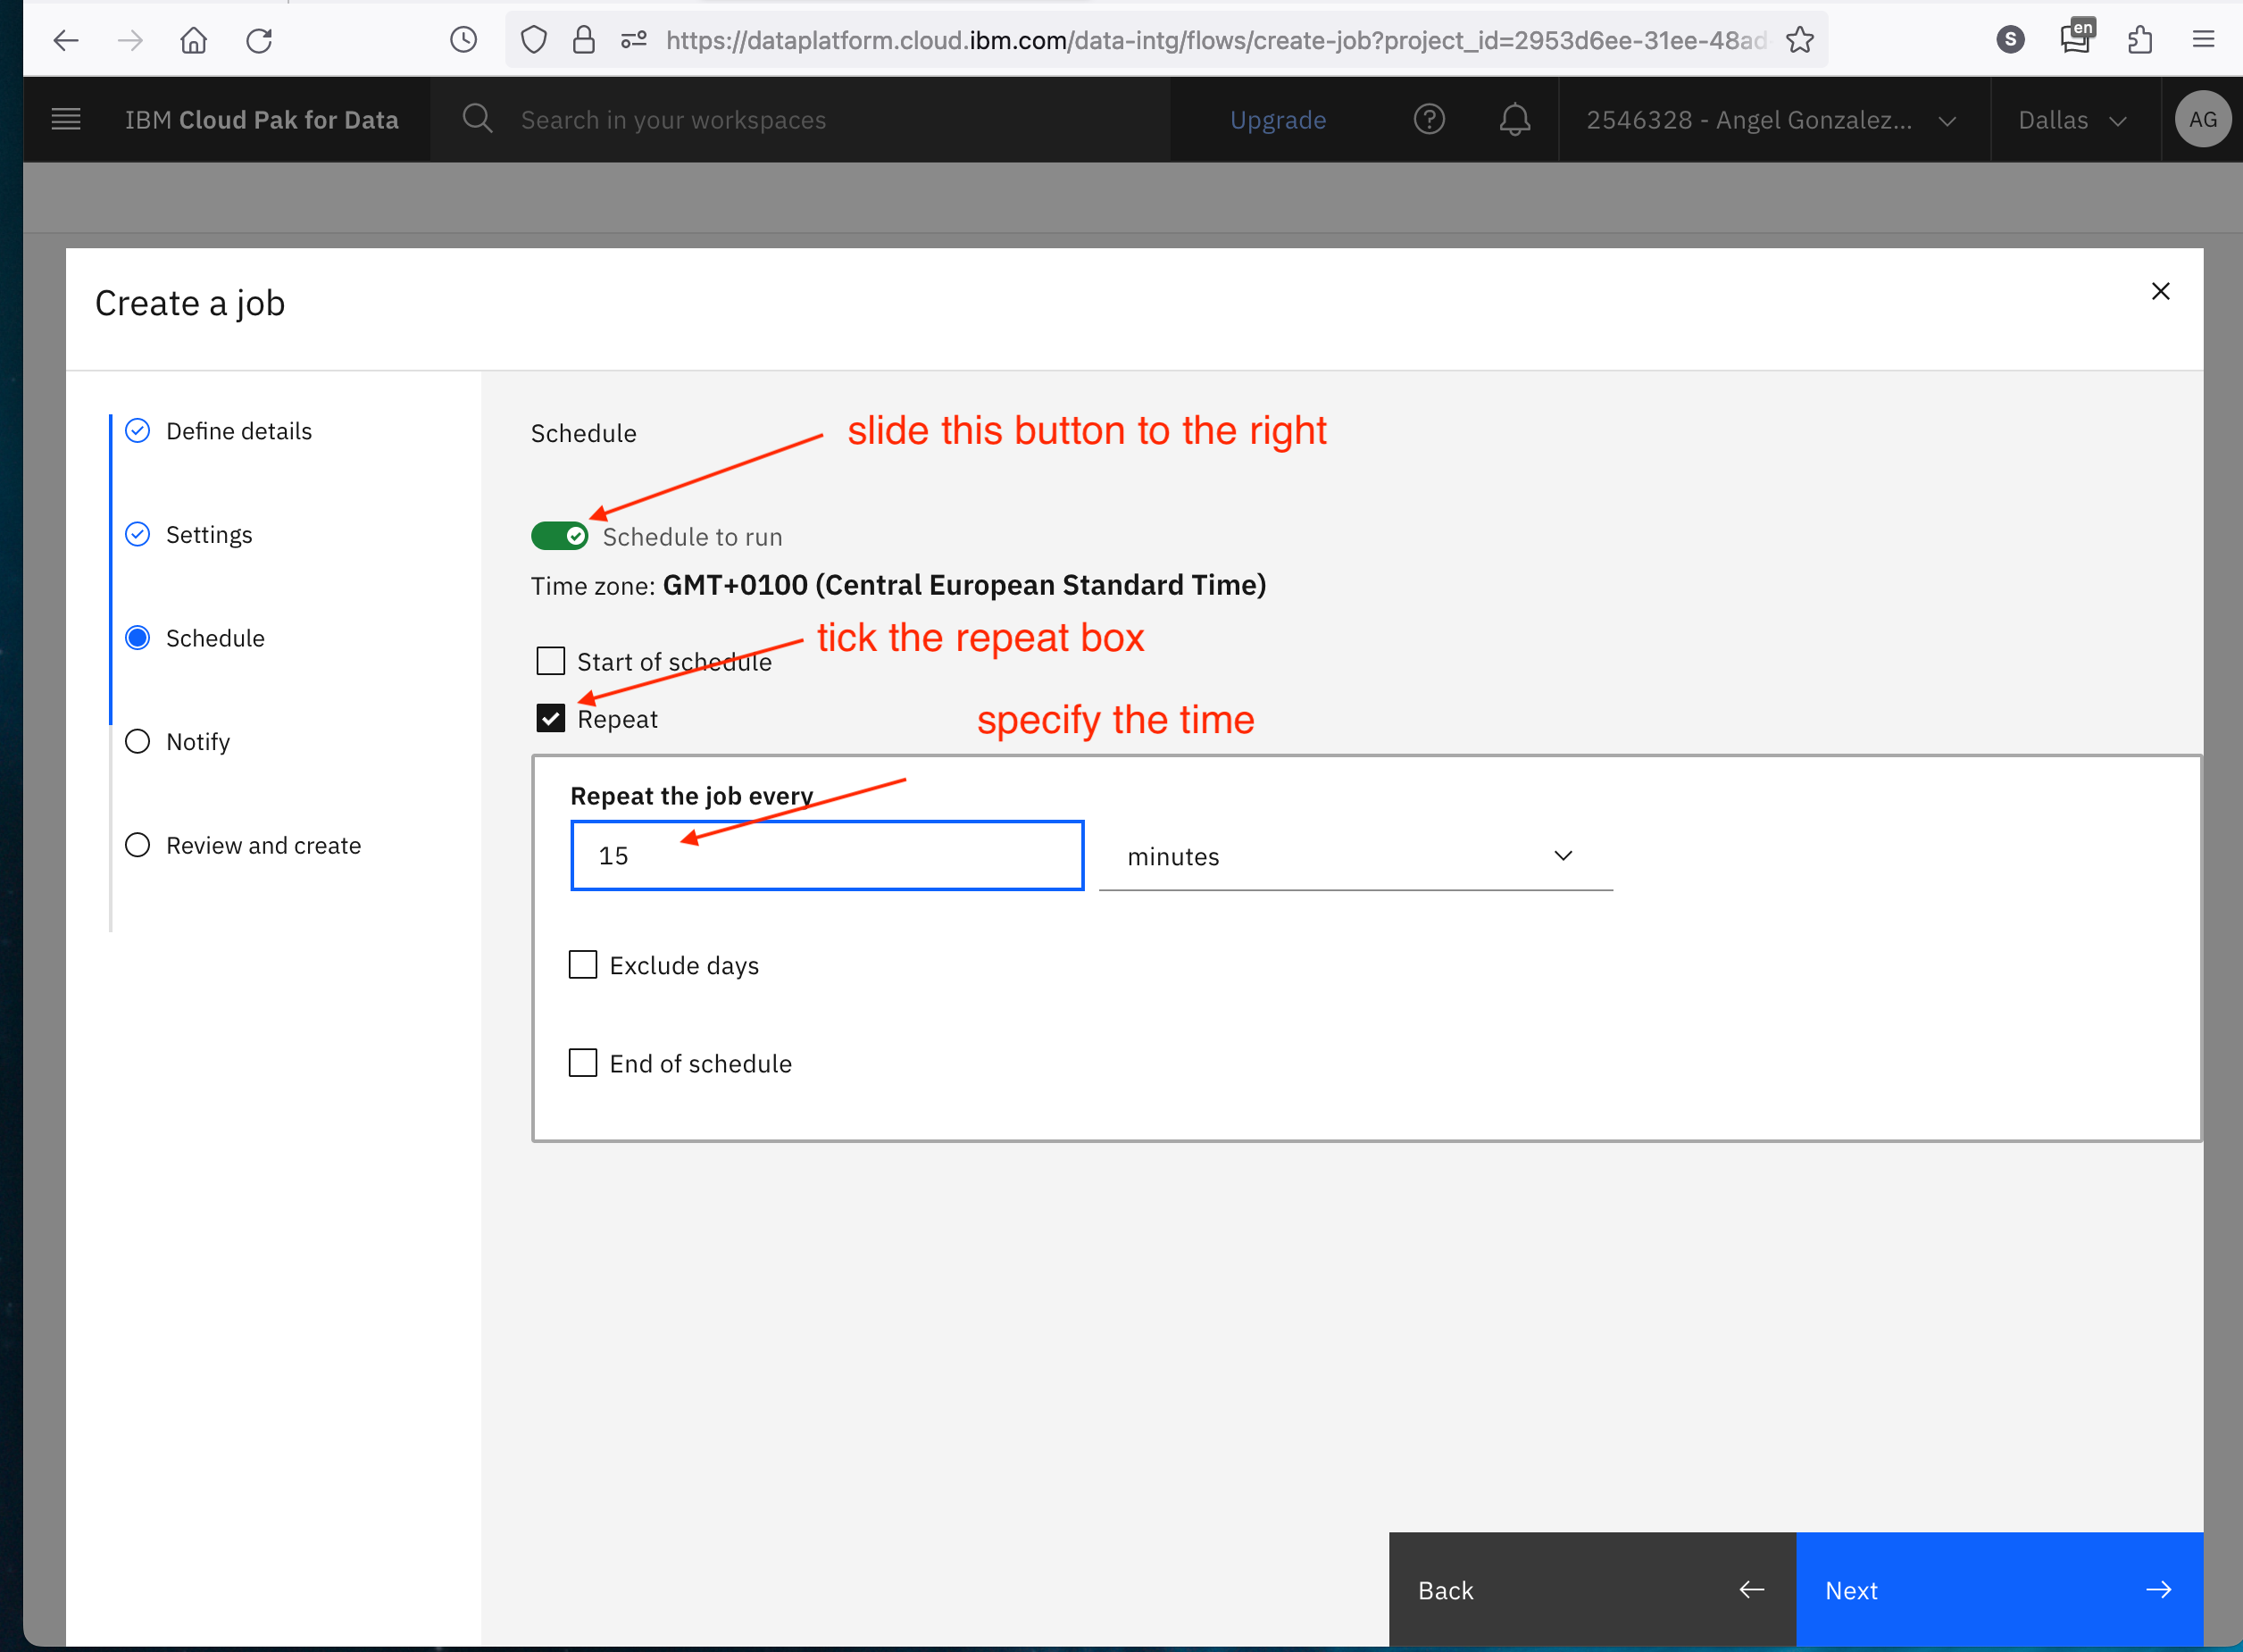 https://dataplatform.cloud.ibm.com/data-intg/flows/create-job?project_id=2953d6ee-31ee-48ad
S
en
IBM Cloud Pak for Data
Search in your workspaces
Upgrade
2546328 - Angel Gonzalez...
Dallas
AG
Create a job
Define details
Settings
Schedule
Notify
Review and create
Schedule
slide this button to the right
Schedule to run
Time zone: GMT+0100 (Central European Standard Time)
tick the repeat box
Start of schedule
Repeat
specify the time
Repeat the job every
15
minutes
Exclude days
End of schedule
Back
Next